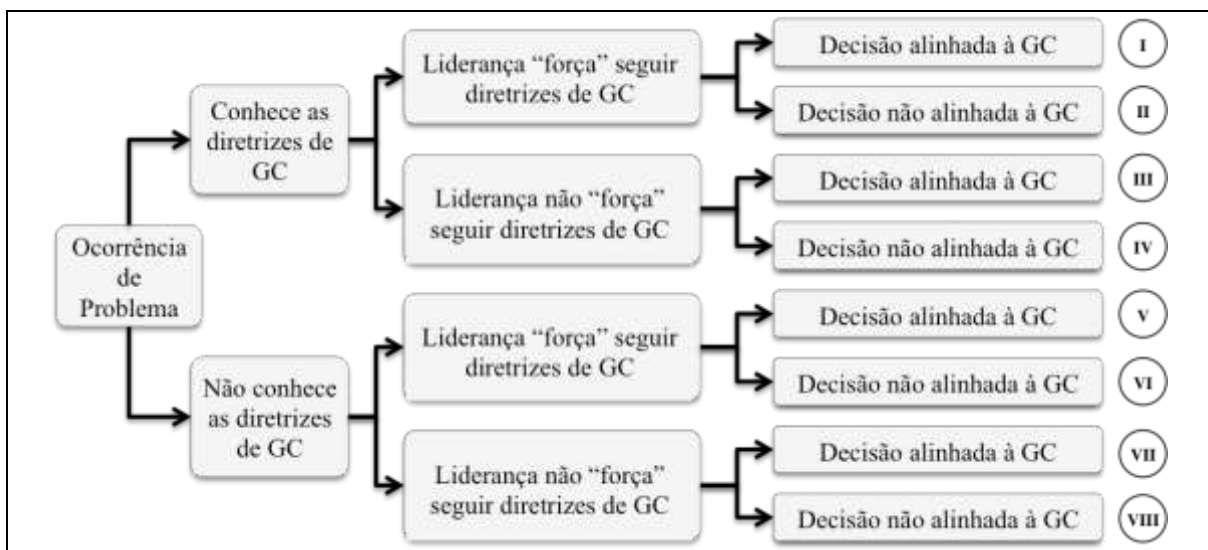 Ocorrência
de
Problema
Conhece as
diretrizes de
GC
Não conhece
as diretrizes
de GC
Liderança “força” seguir
diretrizes de GC
Liderança não “força”
seguir diretrizes de GC
Liderança “força” seguir
diretrizes de GC
Liderança não “força”
seguir diretrizes de GC
Decisão alinhada à GC
I
Decisão não alinhada à GC
II
Decisão alinhada à GC
III
Decisão não alinhada à GC
IV
Decisão alinhada à GC
V
Decisão não alinhada à GC
VI
Decisão alinhada à GC
VII
Decisão não alinhada à GC
VIII